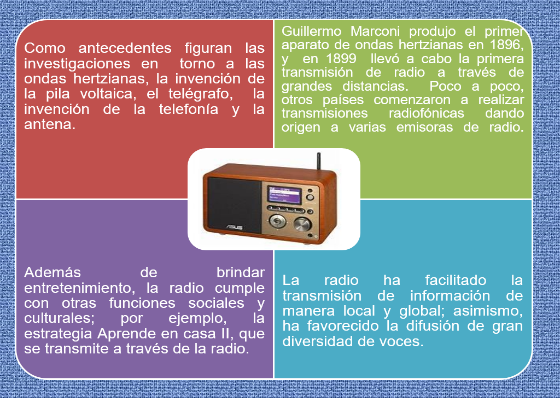 Como antecedentes figuran las
investigaciones en torno a las
ondas hertzianas, la invención de
la pila voltaica, el telégrafo, la
invención de la telefonía y la
antena.
Guillermo Marconi produjo el primer
aparato de ondas hertzianas en 1896,
y en 1899 llevó a cabo la primera
transmisión de radio a través de
grandes distancias. Poco a poco,
otros países comenzaron a realizar
transmisiones radiofónicas dando
origen a varias emisoras de radio.
ASUS
Además de brindar
entretenimiento, la radio cumple
con otras funciones sociales y
culturales; por ejemplo, la
estrategia Aprende en casa II, que
se transmite a través de la radio.
La radio ha facilitado la
transmisión de información de
manera local y global; asimismo,
ha favorecido la difusión de gran
diversidad de voces.